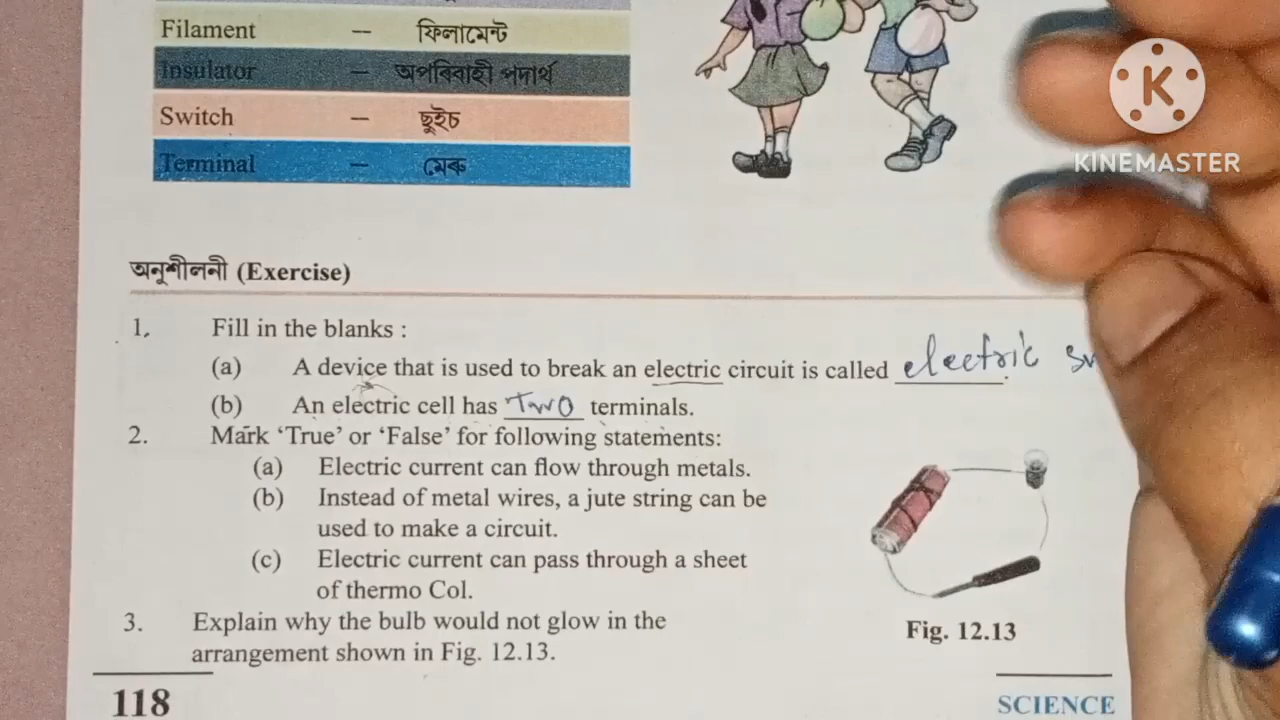 Filament – ফিলামেন্ট
Insulator – অপৰিবাহী পদাৰ্থ
Switch – ছুইচ
Terminal – মেৰু
KINEMASTER
অনুশীলনী (Exercise)
1. Fill in the blanks :
(a) A device that is used to break an electric circuit is called electric
(b) An electric cell has Two terminals.
2. Mark ‘True’ or ‘False’ for following statements:
(a) Electric current can flow through metals.
(b) Instead of metal wires, a jute string can be
used to make a circuit.
(c) Electric current can pass through a sheet
of thermo Col.
3. Explain why the bulb would not glow in the
arrangement shown in Fig. 12.13.
Fig. 12.13
118
SCIENCE